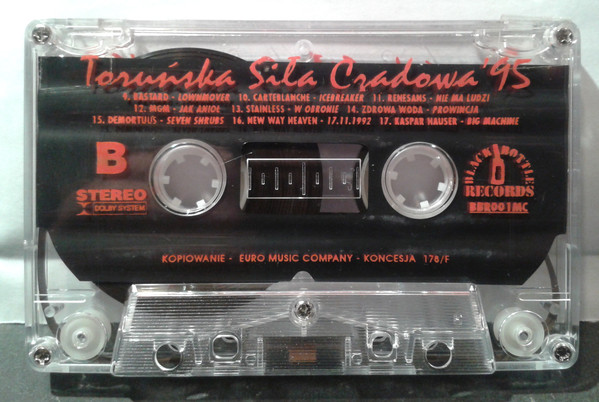 Toruńska Siła Czadowa '95
9. BASTARD - LOWNMOVER 10. CARTEBLANCHE - ICEBREAKER 11. RENESANS - NIE MA LUDZI
12. MGM - JAK ANIOŁ 13. STAINLESS - W OBRONIE 14. ZDROWA WODA - PROWINCJA
15. DEMORTUUS - SEVEN SHRUBS 16. NEW WAY HEAVEN - 17.11.1992 17. KASPAR HAUSER - BIG MACHINE
B
STEREO
DOLBY SYSTEM
BLACK BOTTLE
RECORDS
BBR001MC
KOPIOWANIE - EURO MUSIC COMPANY - KONCESJA 178/F